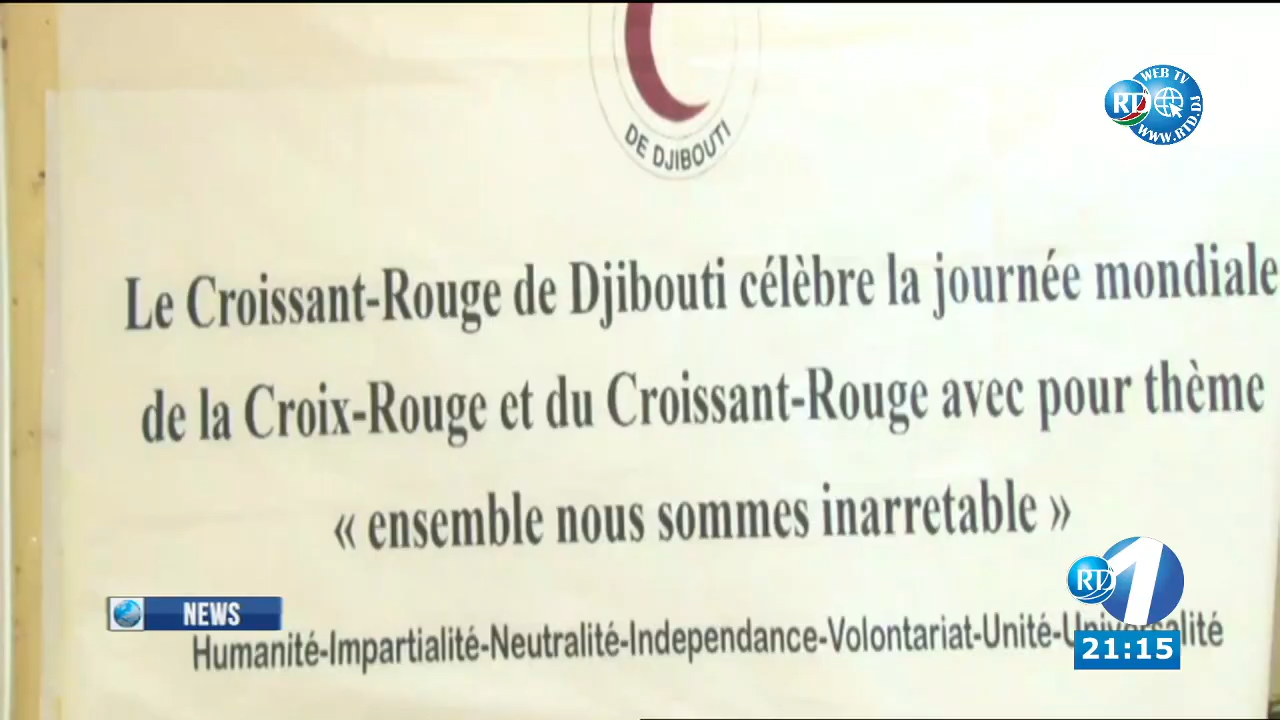 WEB TV
RTD
WWW.RTD.DJ
DE DJIBOUTI
Le Croissant-Rouge de Djibouti célèbre la journée mondiale
de la Croix-Rouge et du Croissant-Rouge avec pour thème
« ensemble nous sommes inarretable »
RTD 1
NEWS
Humanité-Impartialité-Neutralité-Independance-Volontariat-Unité-Universalité
21:15